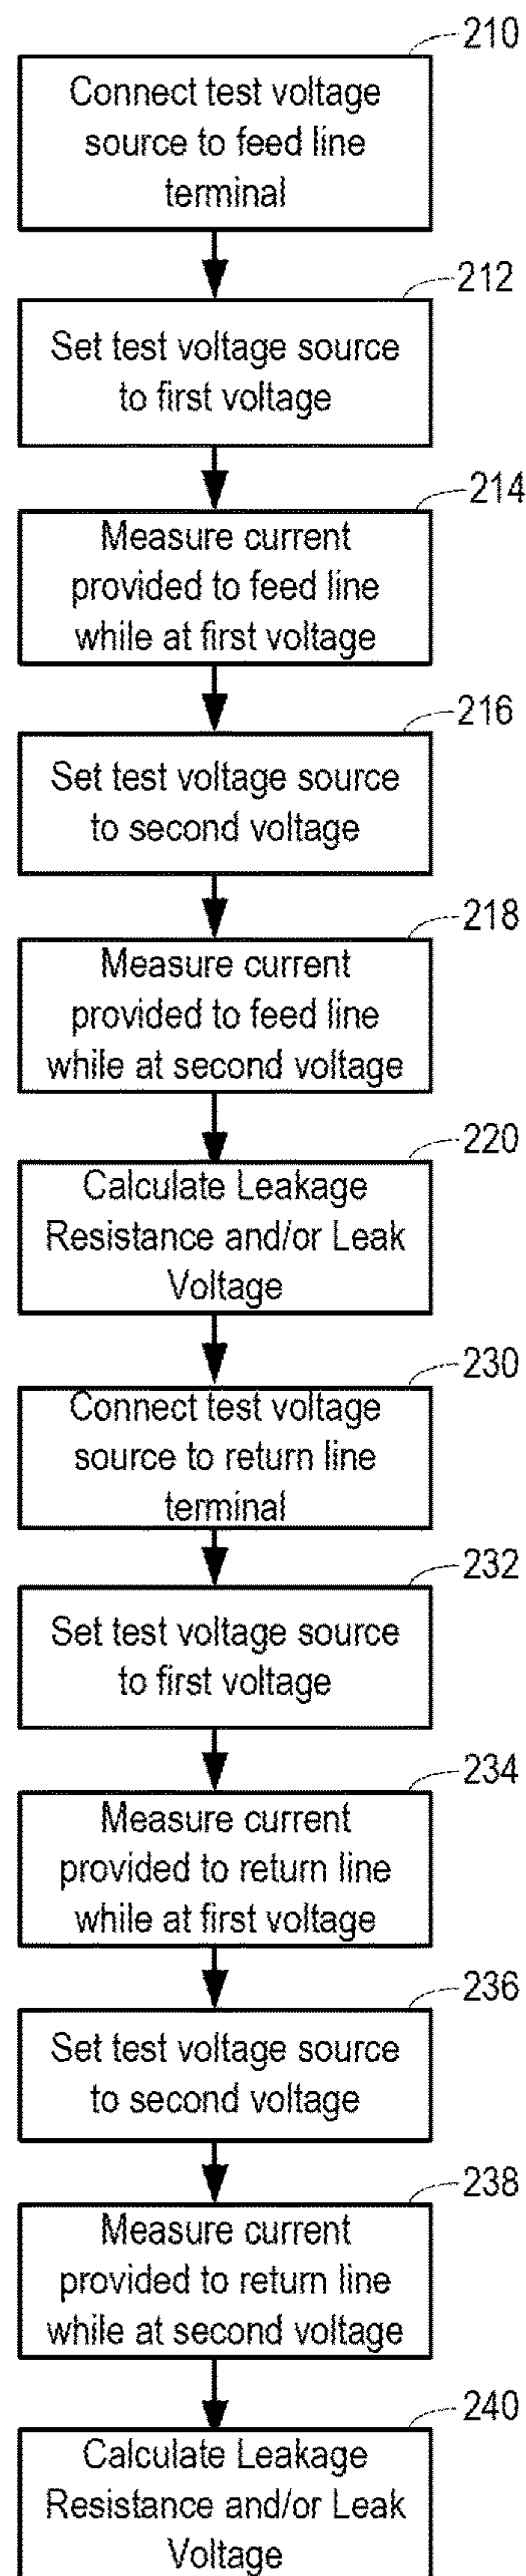 210
Connect test voltage
source to feed line
terminal
212
Set test voltage source
to first voltage
214
Measure current
provided to feed line
while at first voltage
216
Set test voltage source
to second voltage
218
Measure current
provided to feed line
while at second voltage
220
Calculate Leakage
Resistance and/or Leak
Voltage
230
Connect test voltage
source to return line
terminal
232
Set test voltage source
to first voltage
234
Measure current
provided to return line
while at first voltage
236
Set test voltage source
to second voltage
238
Measure current
provided to return line
while at second voltage
240
Calculate Leakage
Resistance and/or Leak
Voltage